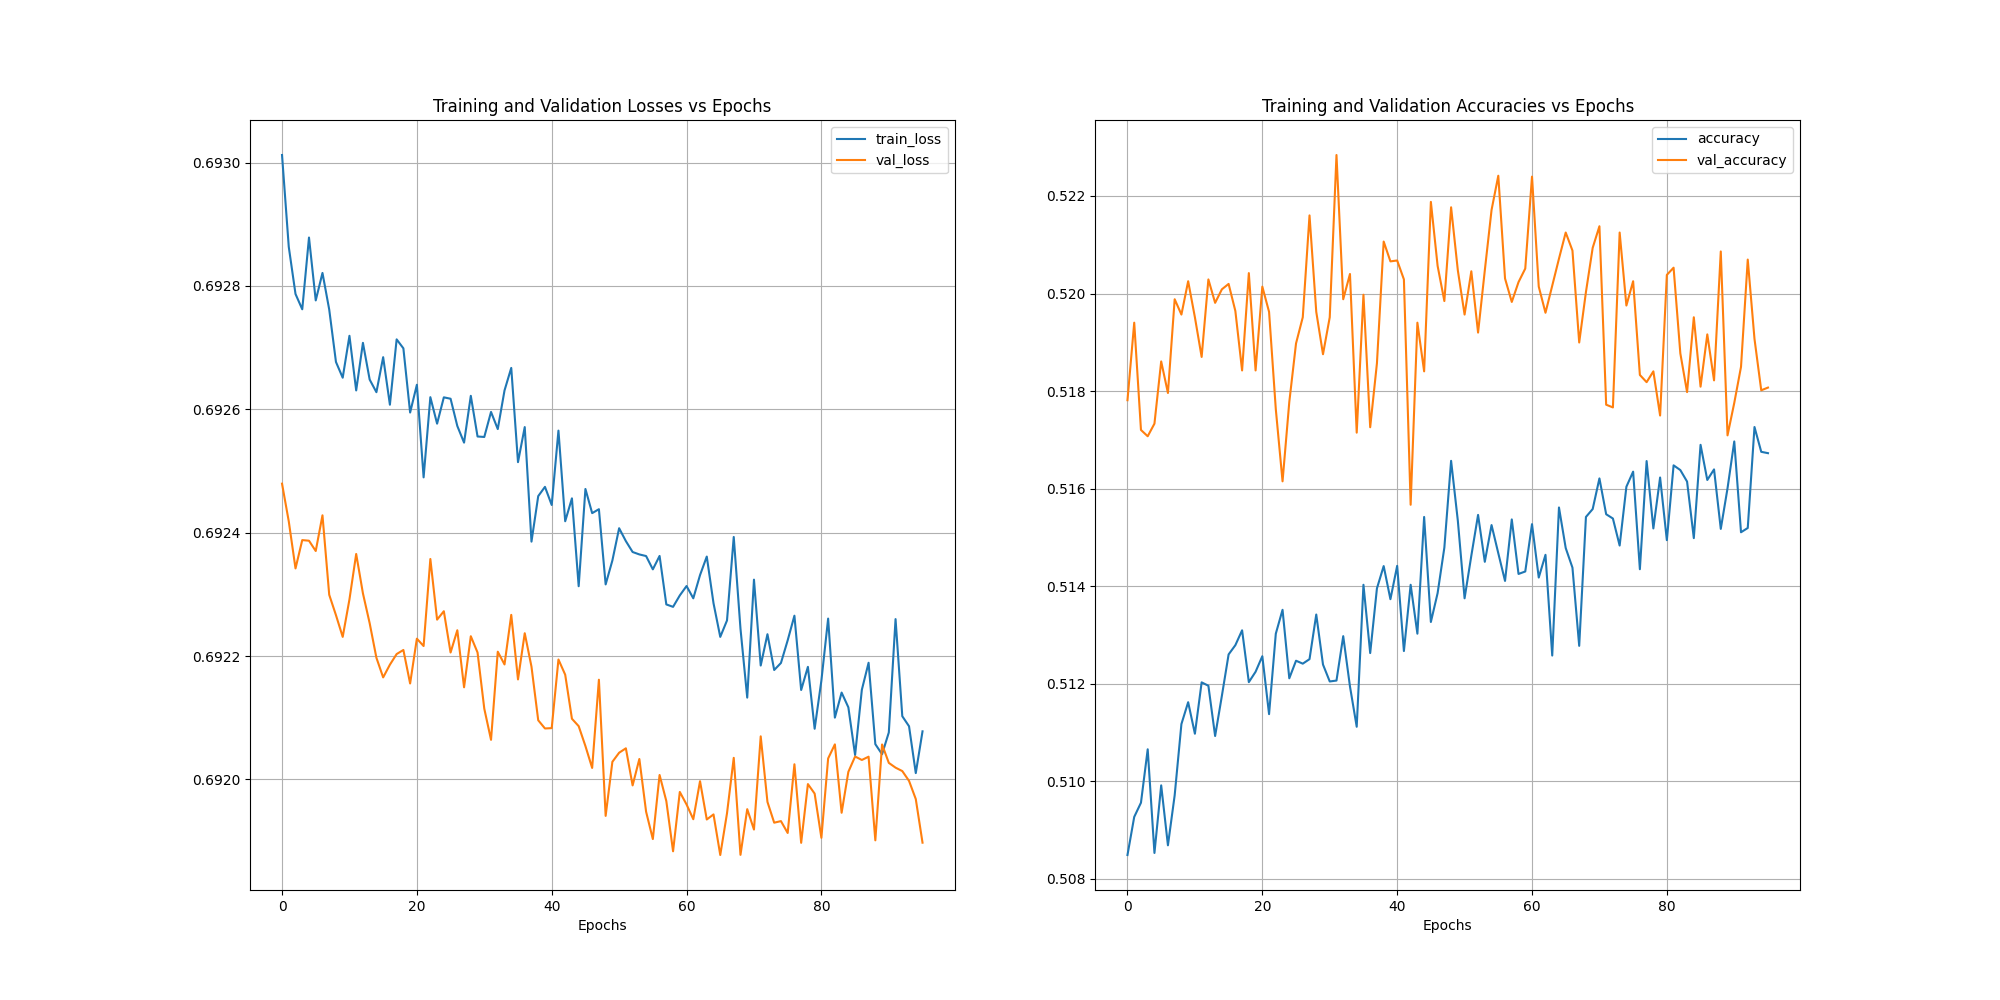 Training and Validation Losses vs Epochs
train_loss
val_loss
0.6930
0.6928
0.6926
0.6924
0.6922
0.6920
0 20 40 60 80
Epochs
Training and Validation Accuracies vs Epochs
accuracy
val_accuracy
0.522
0.520
0.518
0.516
0.514
0.512
0.510
0.508
0 20 40 60 80
Epochs